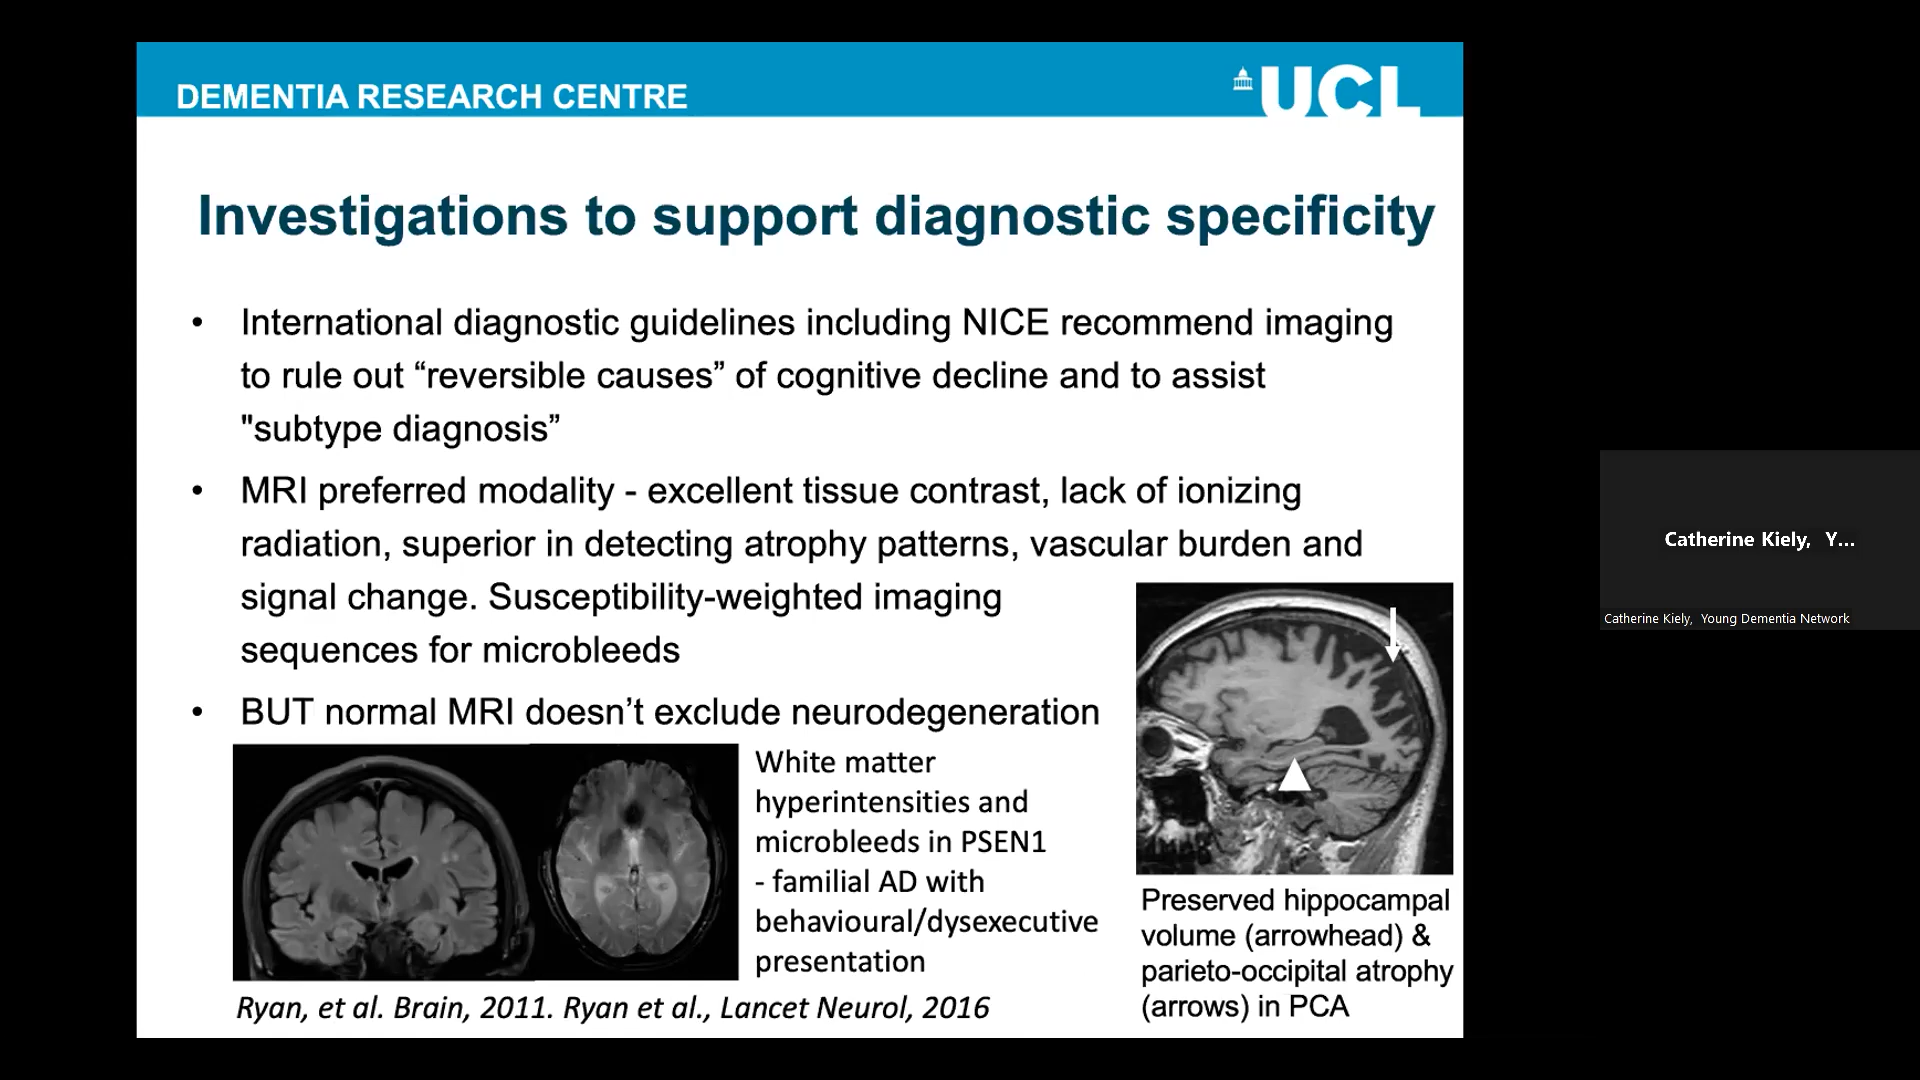 DEMENTIA RESEARCH CENTRE
UCL
Investigations to support diagnostic specificity
• International diagnostic guidelines including NICE recommend imaging
to rule out “reversible causes” of cognitive decline and to assist
"subtype diagnosis”
• MRI preferred modality - excellent tissue contrast, lack of ionizing
radiation, superior in detecting atrophy patterns, vascular burden and
signal change. Susceptibility-weighted imaging
sequences for microbleeds
• BUT normal MRI doesn’t exclude neurodegeneration
White matter
hyperintensities and
microbleeds in PSEN1
- familial AD with
behavioural/dysexecutive
presentation
Preserved hippocampal
volume (arrowhead) &
parieto-occipital atrophy
(arrows) in PCA
Ryan, et al. Brain, 2011. Ryan et al., Lancet Neurol, 2016
Catherine Kiely, Y...
Catherine Kiely, Young Dementia Network